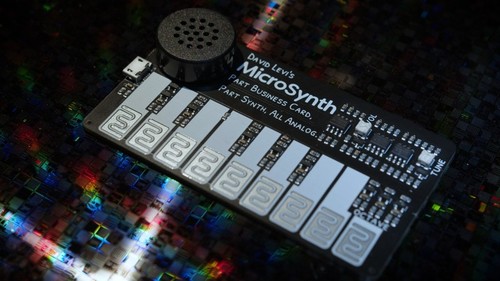 David Levi's
MicroSynth
Part Business Card,
Part Synth, All Analog.
TUNE